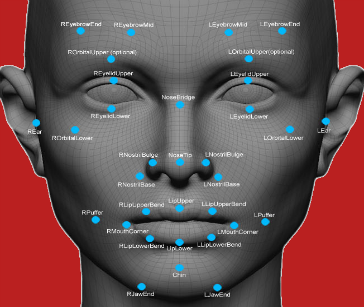 REyebrowEnd
REyebrowMid
LEyebrowMid
LEyebrowEnd
ROrbitalUpper (optional)
LOrbitalUpper(optional)
REyelidUpper
LEyelidUpper
NoseBridge
REyelidLower
LEyelidLower
REar
ROrbitalLower
LOrbitalLower
LEar
RNostrilBulge
NoseTip
LNostrilBulge
RNostrilBase
LNostrilBase
RPuffer
RLipUpperBend
LipUpper
LLipUpperBend
LPuffer
RMouthCorner
LMouthCorner
RLipLowerBend
LipLower
LLipLowerBend
Chin
RJawEnd
LJawEnd